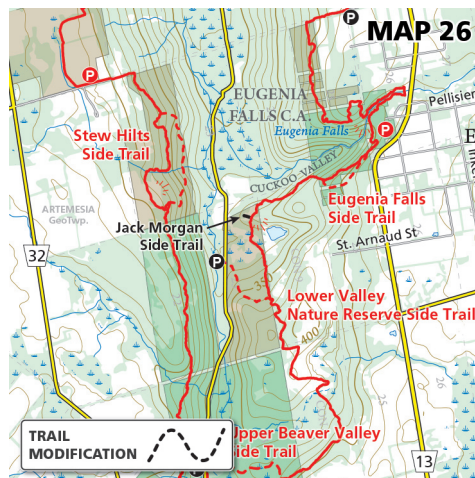 P
MAP 26
P
EUGENIA
FALLS C.A.
Pellisier
Eugenia Falls
P
Stew Hilts
Side Trail
CUCKOO VALLEY
Eugenia Falls
Side Trail
ARTEMESIA
GeoTwp.
Jack Morgan
Side Trail
St. Arnaud St
32
P
350
Lower Valley
Nature Reserve Side Trail
400
25
TRAIL
MODIFICATION
Upper Beaver Valley
Side Trail
13